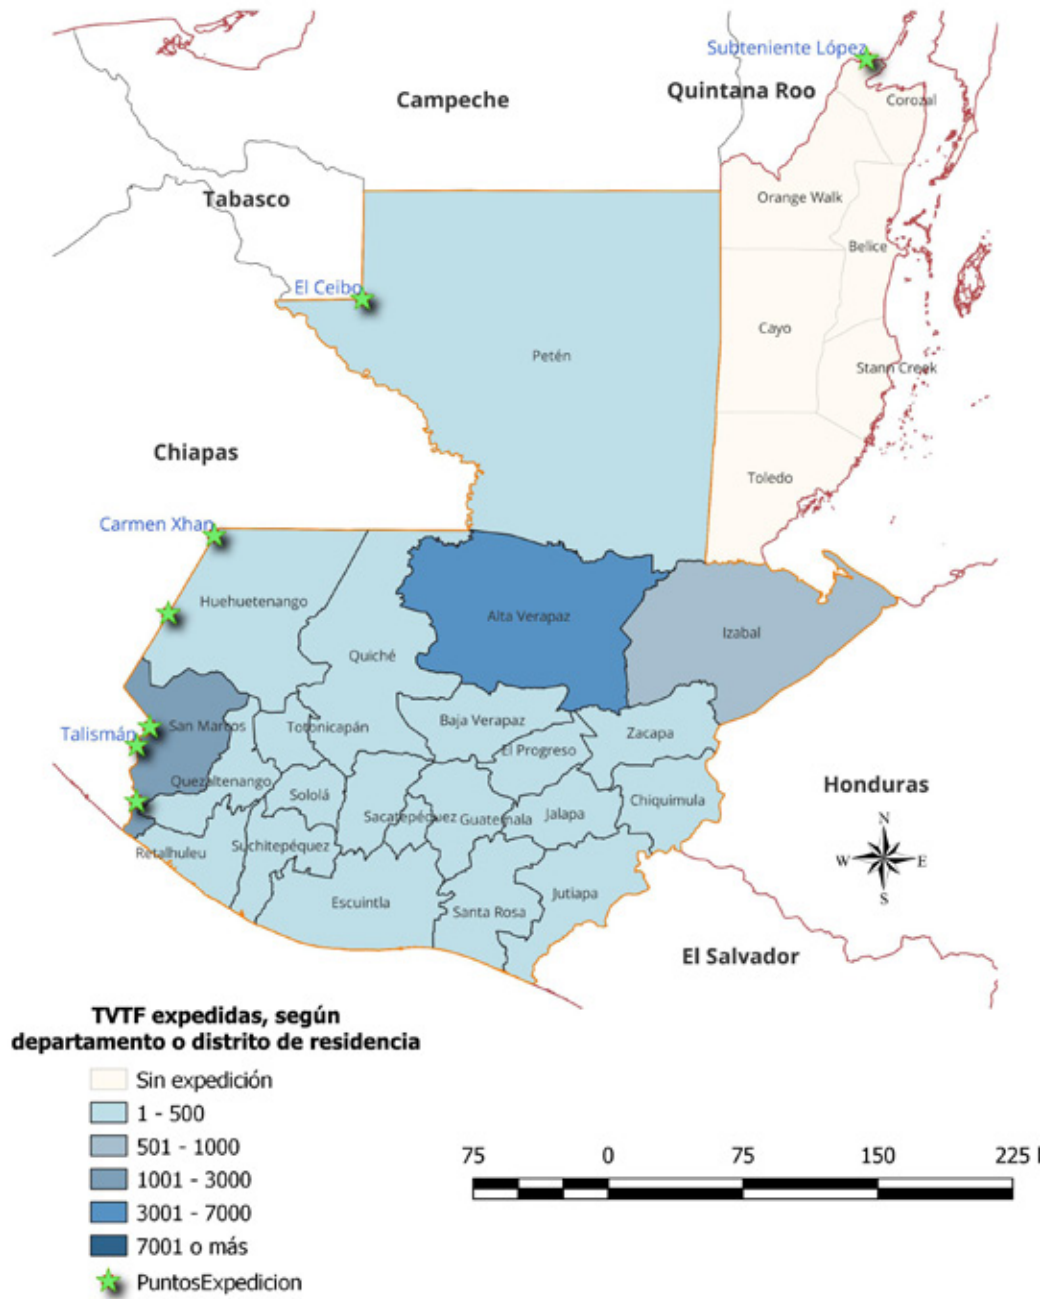 Subteniente López
Quintana Roo
Campeche
Corozal
Tabasco
Orange Walk
Belice
El Ceibo
Cayo
Petén
Stann Creek
Chiapas
Toledo
Carmen Xhan
Huehuetenango
Alta Verapaz
Izabal
Quiché
Talismán
San Marcos
Totonicapán
Baja Verapaz
El Progreso
Zacapa
Quezaltenango
Sololá
Sacatepéquez
Guatemala
Jalapa
Chiquimula
Honduras
Retalhuleu
Suchitepéquez
Escuintla
Santa Rosa
Jutiapa
N
W
E
S
El Salvador
TVTF expedidas, según
departamento o distrito de residencia
Sin expedición
1 - 500
501 - 1000
1001 - 3000
3001 - 7000
7001 o más
PuntosExpedicion
75 0 75 150 225